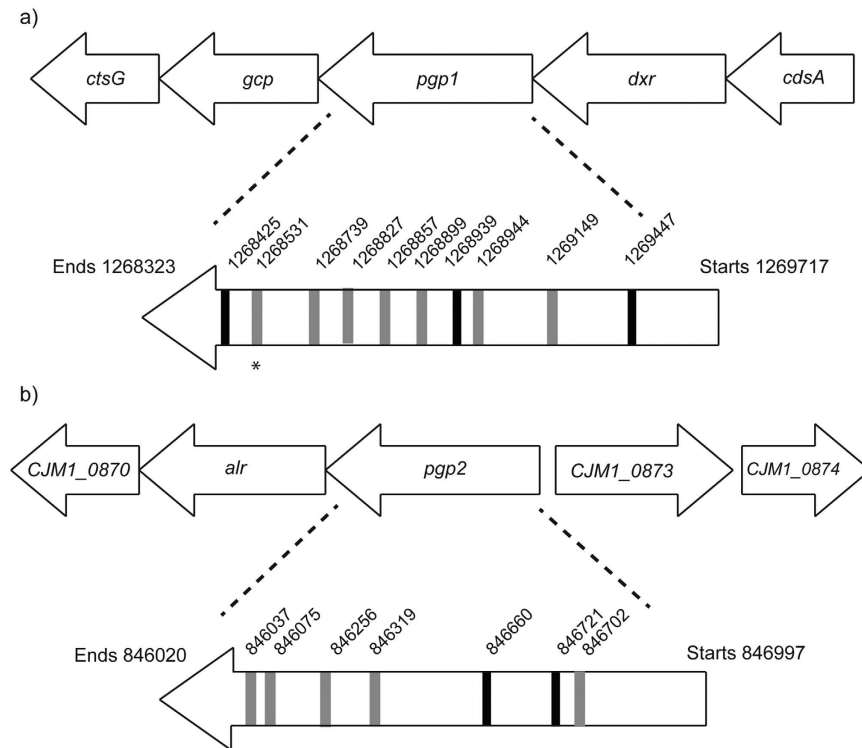 a)
ctsG gcp pgp1 dxr cdsA
1268425 1268531 1268739 1268827 1268857 1268899 1268939 1268944 1269149 1269447
Ends 1268323 Starts 1269717
*
b)
CJM1_0870 alr pgp2 CJM1_0873 CJM1_0874
846037 846075 846256 846319 846660 846721 846702
Ends 846020 Starts 846997